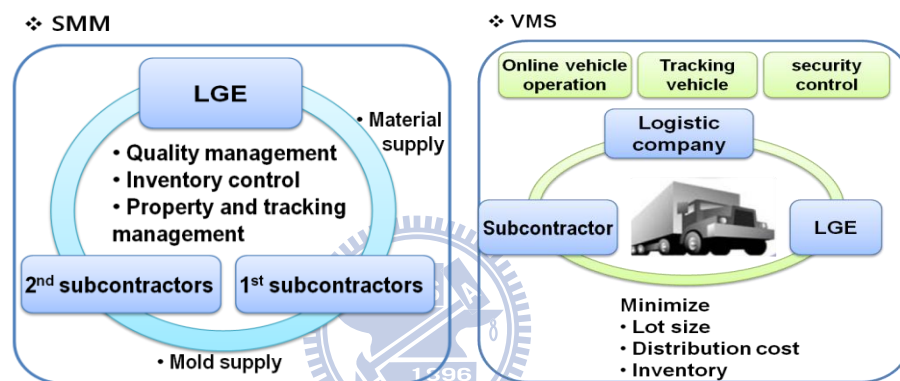 ❖ SMM
LGE
• Material
supply
• Quality management
• Inventory control
• Property and tracking
management
2nd subcontractors
1st subcontractors
• Mold supply
❖ VMS
Online vehicle
operation
Tracking
vehicle
security
control
Logistic
company
Subcontractor
LGE
Minimize
• Lot size
• Distribution cost
• Inventory
1396